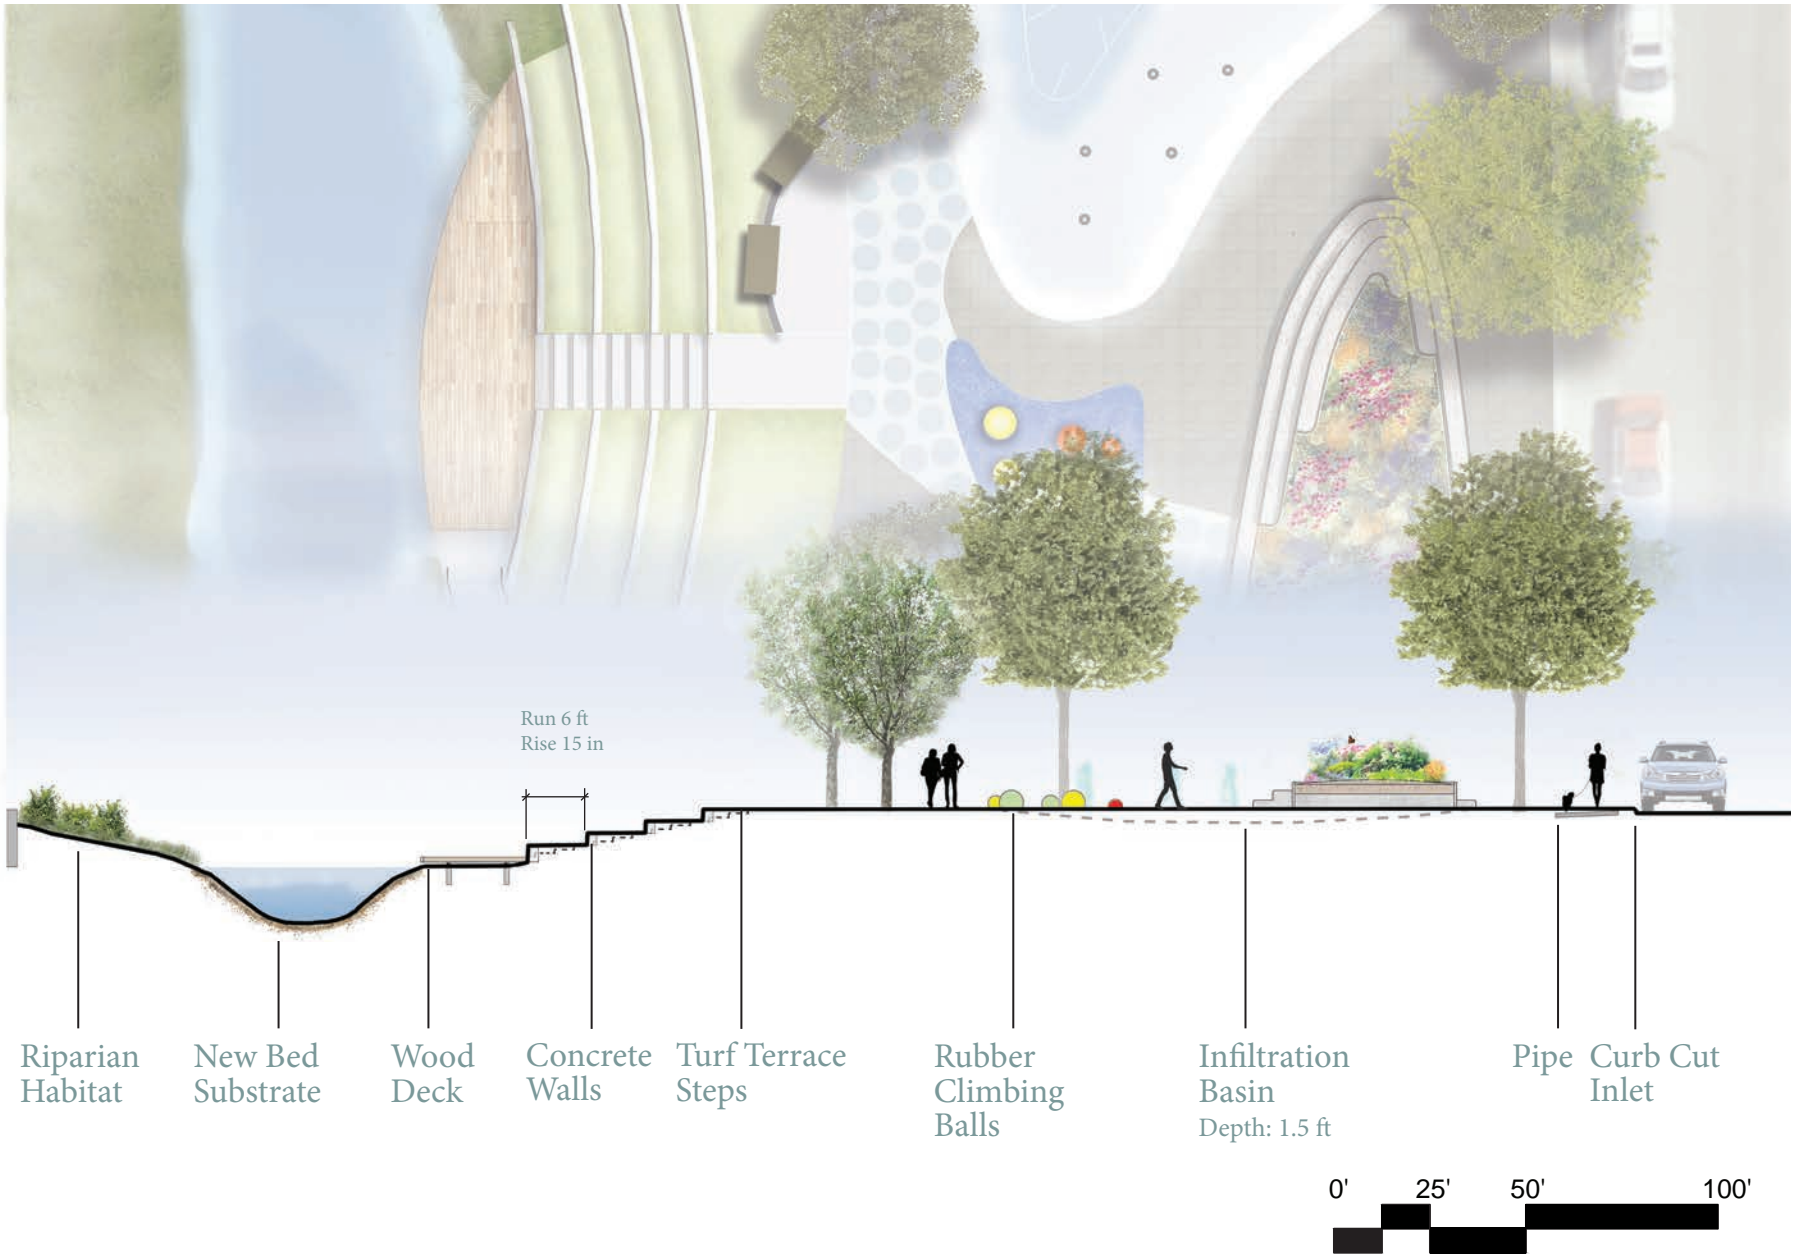 Run 6 ft
Rise 15 in
Riparian
Habitat
New Bed
Substrate
Wood
Deck
Concrete
Walls
Turf Terrace
Steps
Rubber
Climbing
Balls
Infiltration
Basin
Depth: 1.5 ft
Pipe
Curb Cut
Inlet
0' 25' 50' 100'